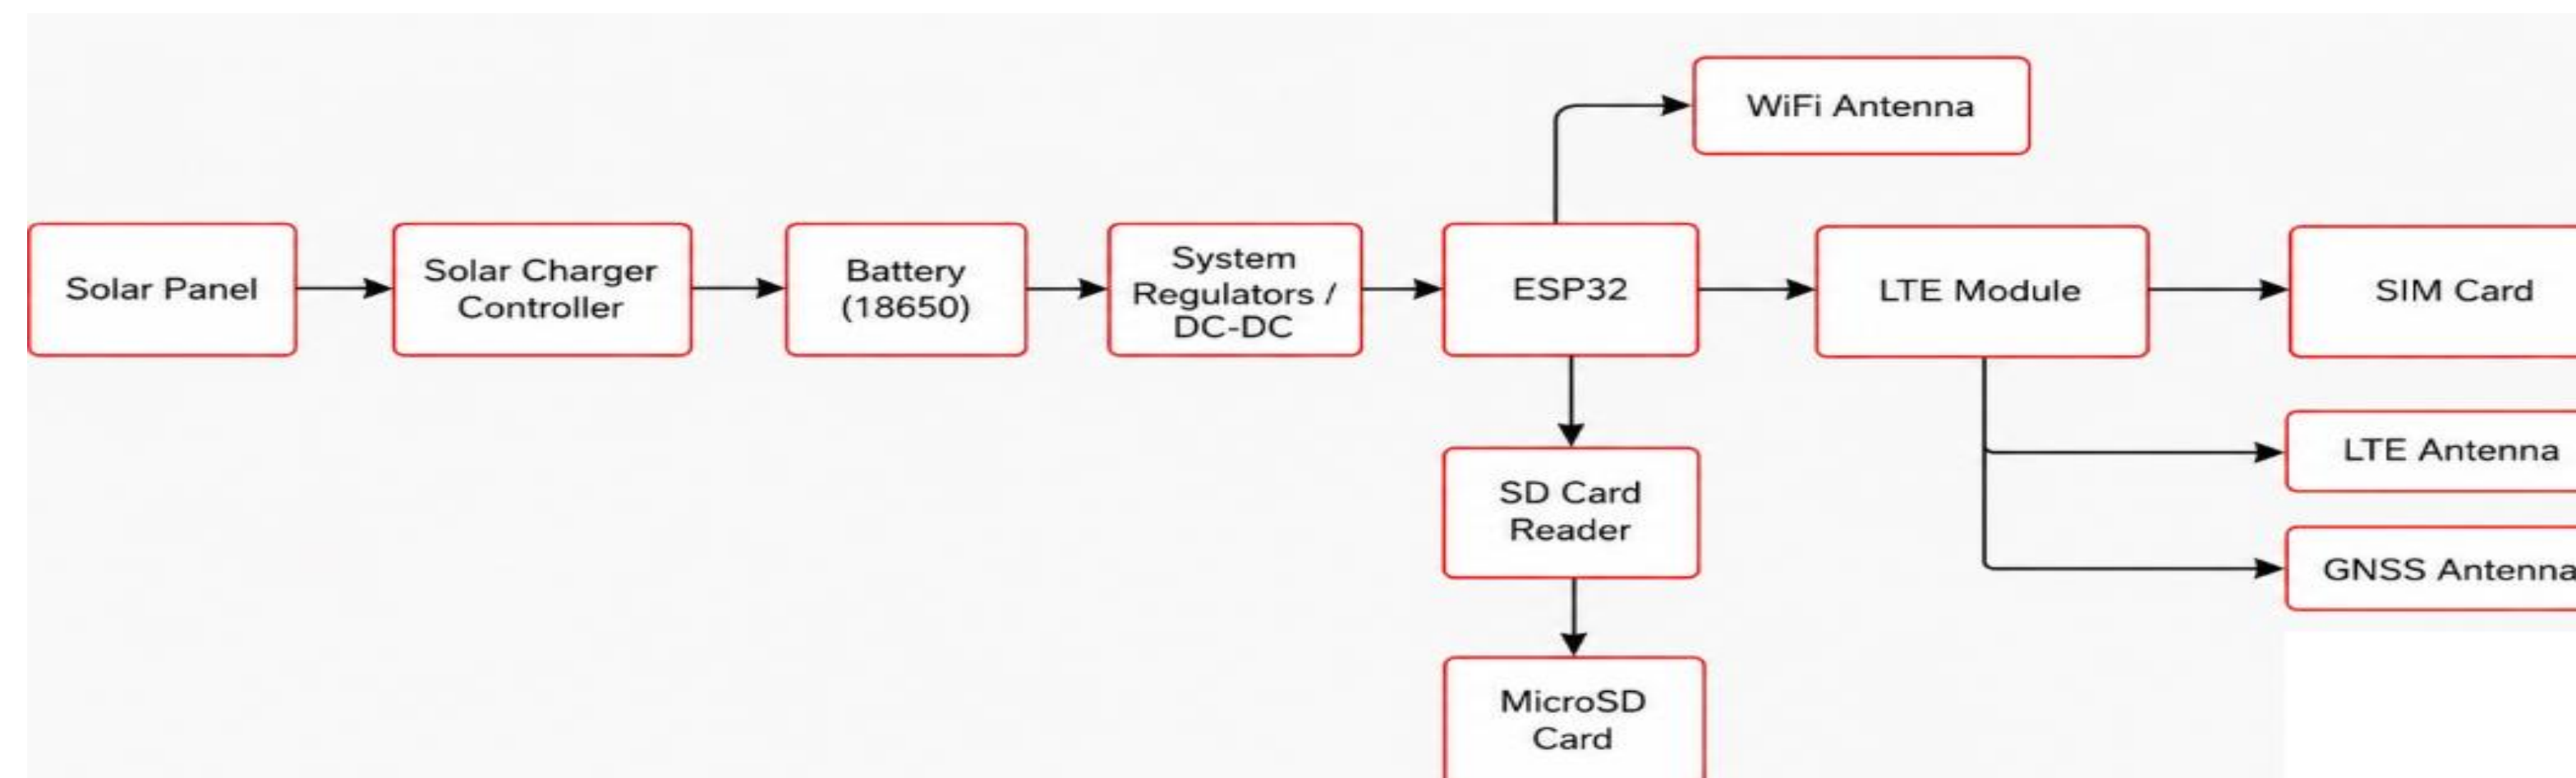 WiFi Antenna
Solar Panel
Solar Charger
Controller
Battery
(18650)
System
Regulators /
DC-DC
ESP32
LTE Module
SIM Card
LTE Antenna
SD Card
Reader
GNSS Antenna
MicroSD
Card